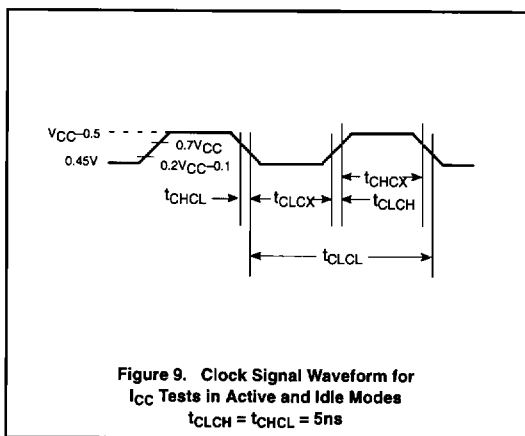 VCC–0.5
0.7VCC
0.45V
0.2VCC–0.1
tCHCX
tCHCL
tCLCX
tCLCH
tCLCL
Figure 9. Clock Signal Waveform for
ICC Tests in Active and Idle Modes
tCLCH = tCHCL = 5ns